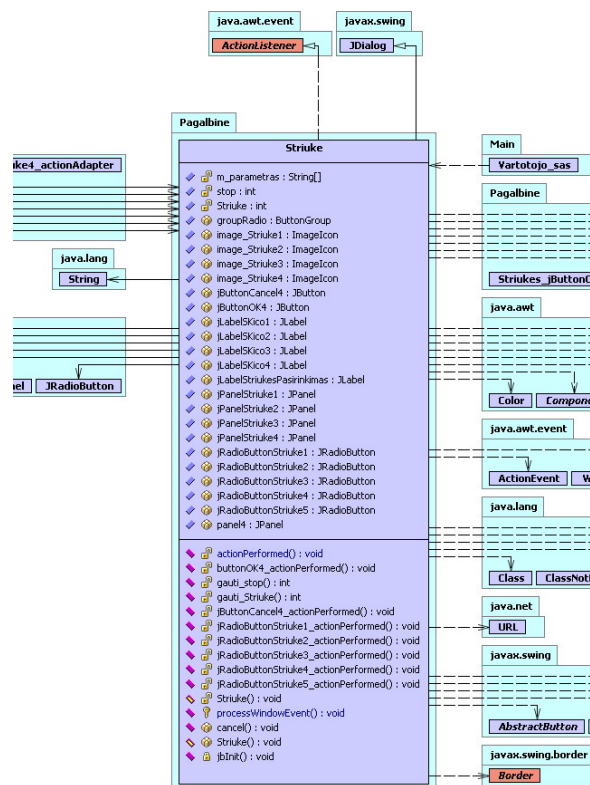 java.awt.event
javax.swing
ActionListener
JDialog
Pagalbine
Striuke
Main
Vartotojo_sas
uke4_actionAdapter
m_parametras : String[]
stop : int
Striuke : int
groupRadio : ButtonGroup
image_Striuke1 : ImageIcon
image_Striuke2 : ImageIcon
image_Striuke3 : ImageIcon
image_Striuke4 : ImageIcon
jButtonCancel4 : JButton
jButtonOK4 : JButton
jLabelSKico1 : JLabel
jLabelSKico2 : JLabel
jLabelSKico3 : JLabel
jLabelSKico4 : JLabel
jLabelStriukesPasirinkimas : JLabel
jPanelStriuke1 : JPanel
jPanelStriuke2 : JPanel
jPanelStriuke3 : JPanel
jPanelStriuke4 : JPanel
jRadioButtonStriuke1 : JRadioButton
jRadioButtonStriuke2 : JRadioButton
jRadioButtonStriuke3 : JRadioButton
jRadioButtonStriuke4 : JRadioButton
jRadioButtonStriuke5 : JRadioButton
panel4 : JPanel
actionPerformed() : void
buttonOK4_actionPerformed() : void
gauti_stop() : int
gauti_Striuke() : int
jButtonCancel4_actionPerformed() : void
jRadioButtonStriuke1_actionPerformed() : void
jRadioButtonStriuke2_actionPerformed() : void
jRadioButtonStriuke3_actionPerformed() : void
jRadioButtonStriuke4_actionPerformed() : void
jRadioButtonStriuke5_actionPerformed() : void
Striuke() : void
processWindowEvent() : void
cancel() : void
Striuke() : void
jbInit() : void
java.lang
String
nel
JRadioButton
Pagalbine
Striukes_jButtonC
java.awt
Color
Compone
java.awt.event
ActionEvent
W
java.lang
Class
ClassNotF
java.net
URL
javax.swing
AbstractButton
javax.swing.border
Border